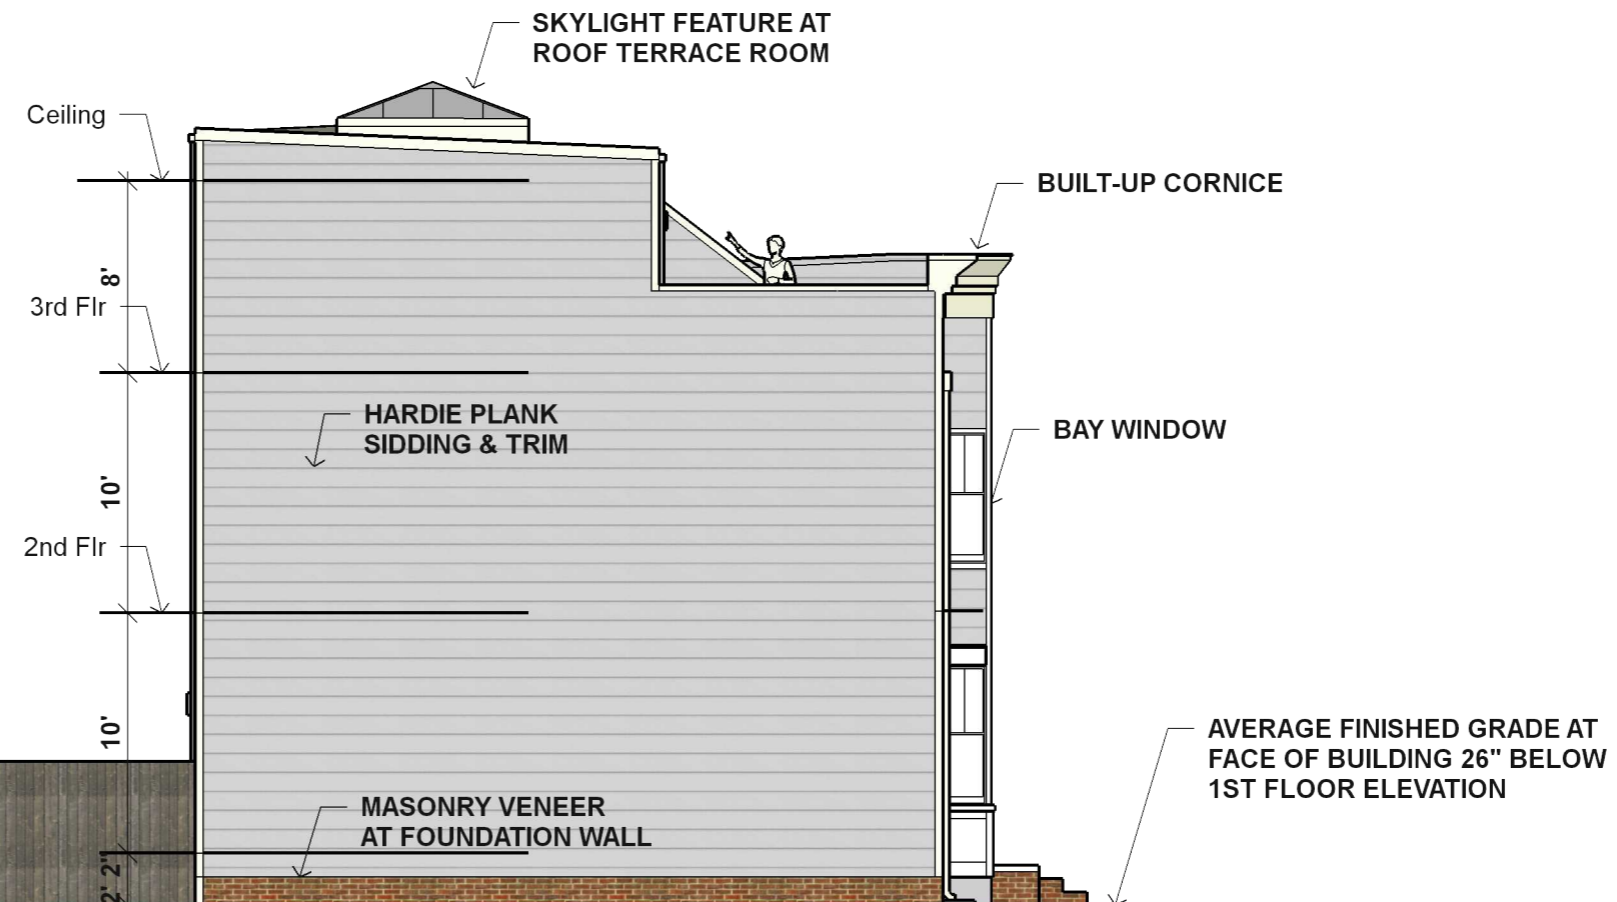 SKYLIGHT FEATURE AT
ROOF TERRACE ROOM
Ceiling
BUILT-UP CORNICE
8'
3rd Flr
HARDIE PLANK
SIDDING & TRIM
BAY WINDOW
10'
2nd Flr
10'
AVERAGE FINISHED GRADE AT
FACE OF BUILDING 26" BELOW
1ST FLOOR ELEVATION
MASONRY VENEER
AT FOUNDATION WALL
2' 2"